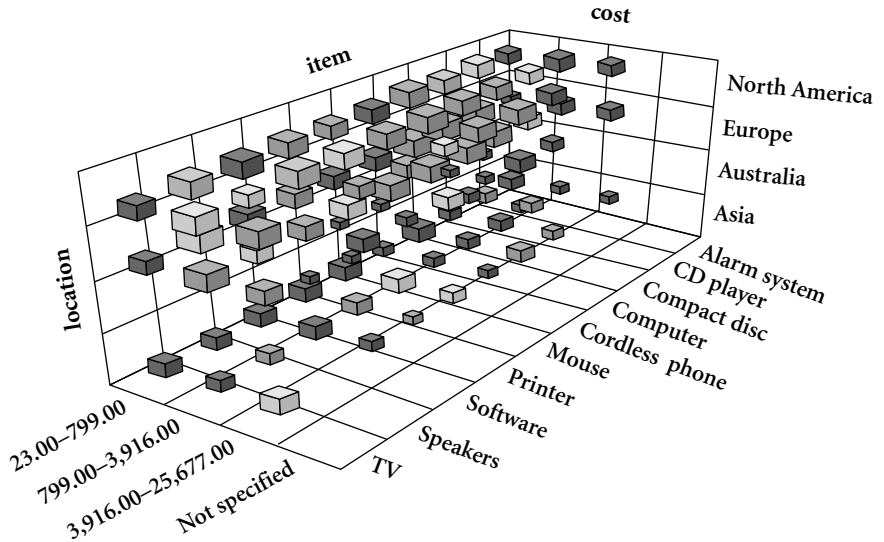 cost
item
location
North America
Europe
Australia
Asia
Alarm system
CD player
Compact disc
Computer
Cordless phone
Mouse
Printer
Software
Speakers
TV
23.00–799.00
799.00–3,916.00
3,916.00–25,677.00
Not specified